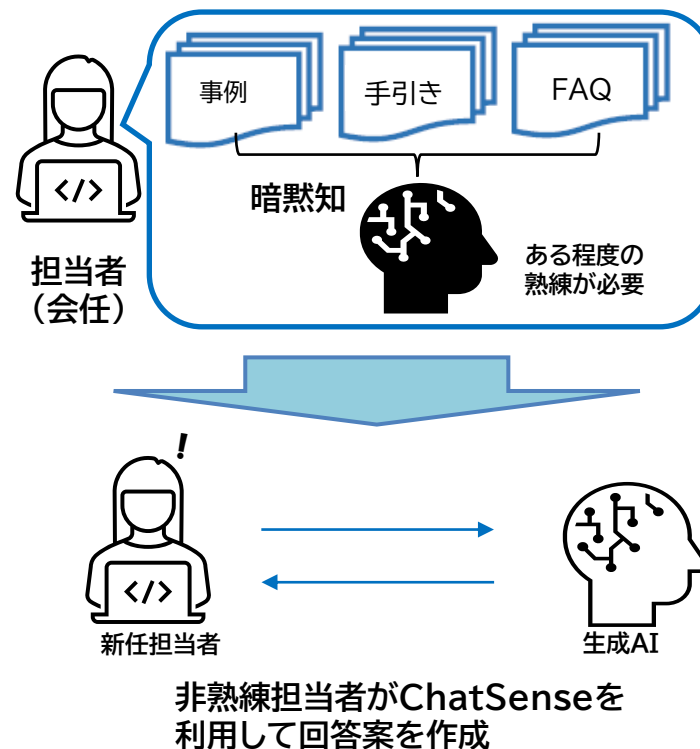 事例
手引き
FAQ
暗黙知
ある程度の
熟練が必要
担当者
（会任）
</>
!
</>
新任担当者
生成AI
非熟練担当者がChatSenseを
利用して回答案を作成